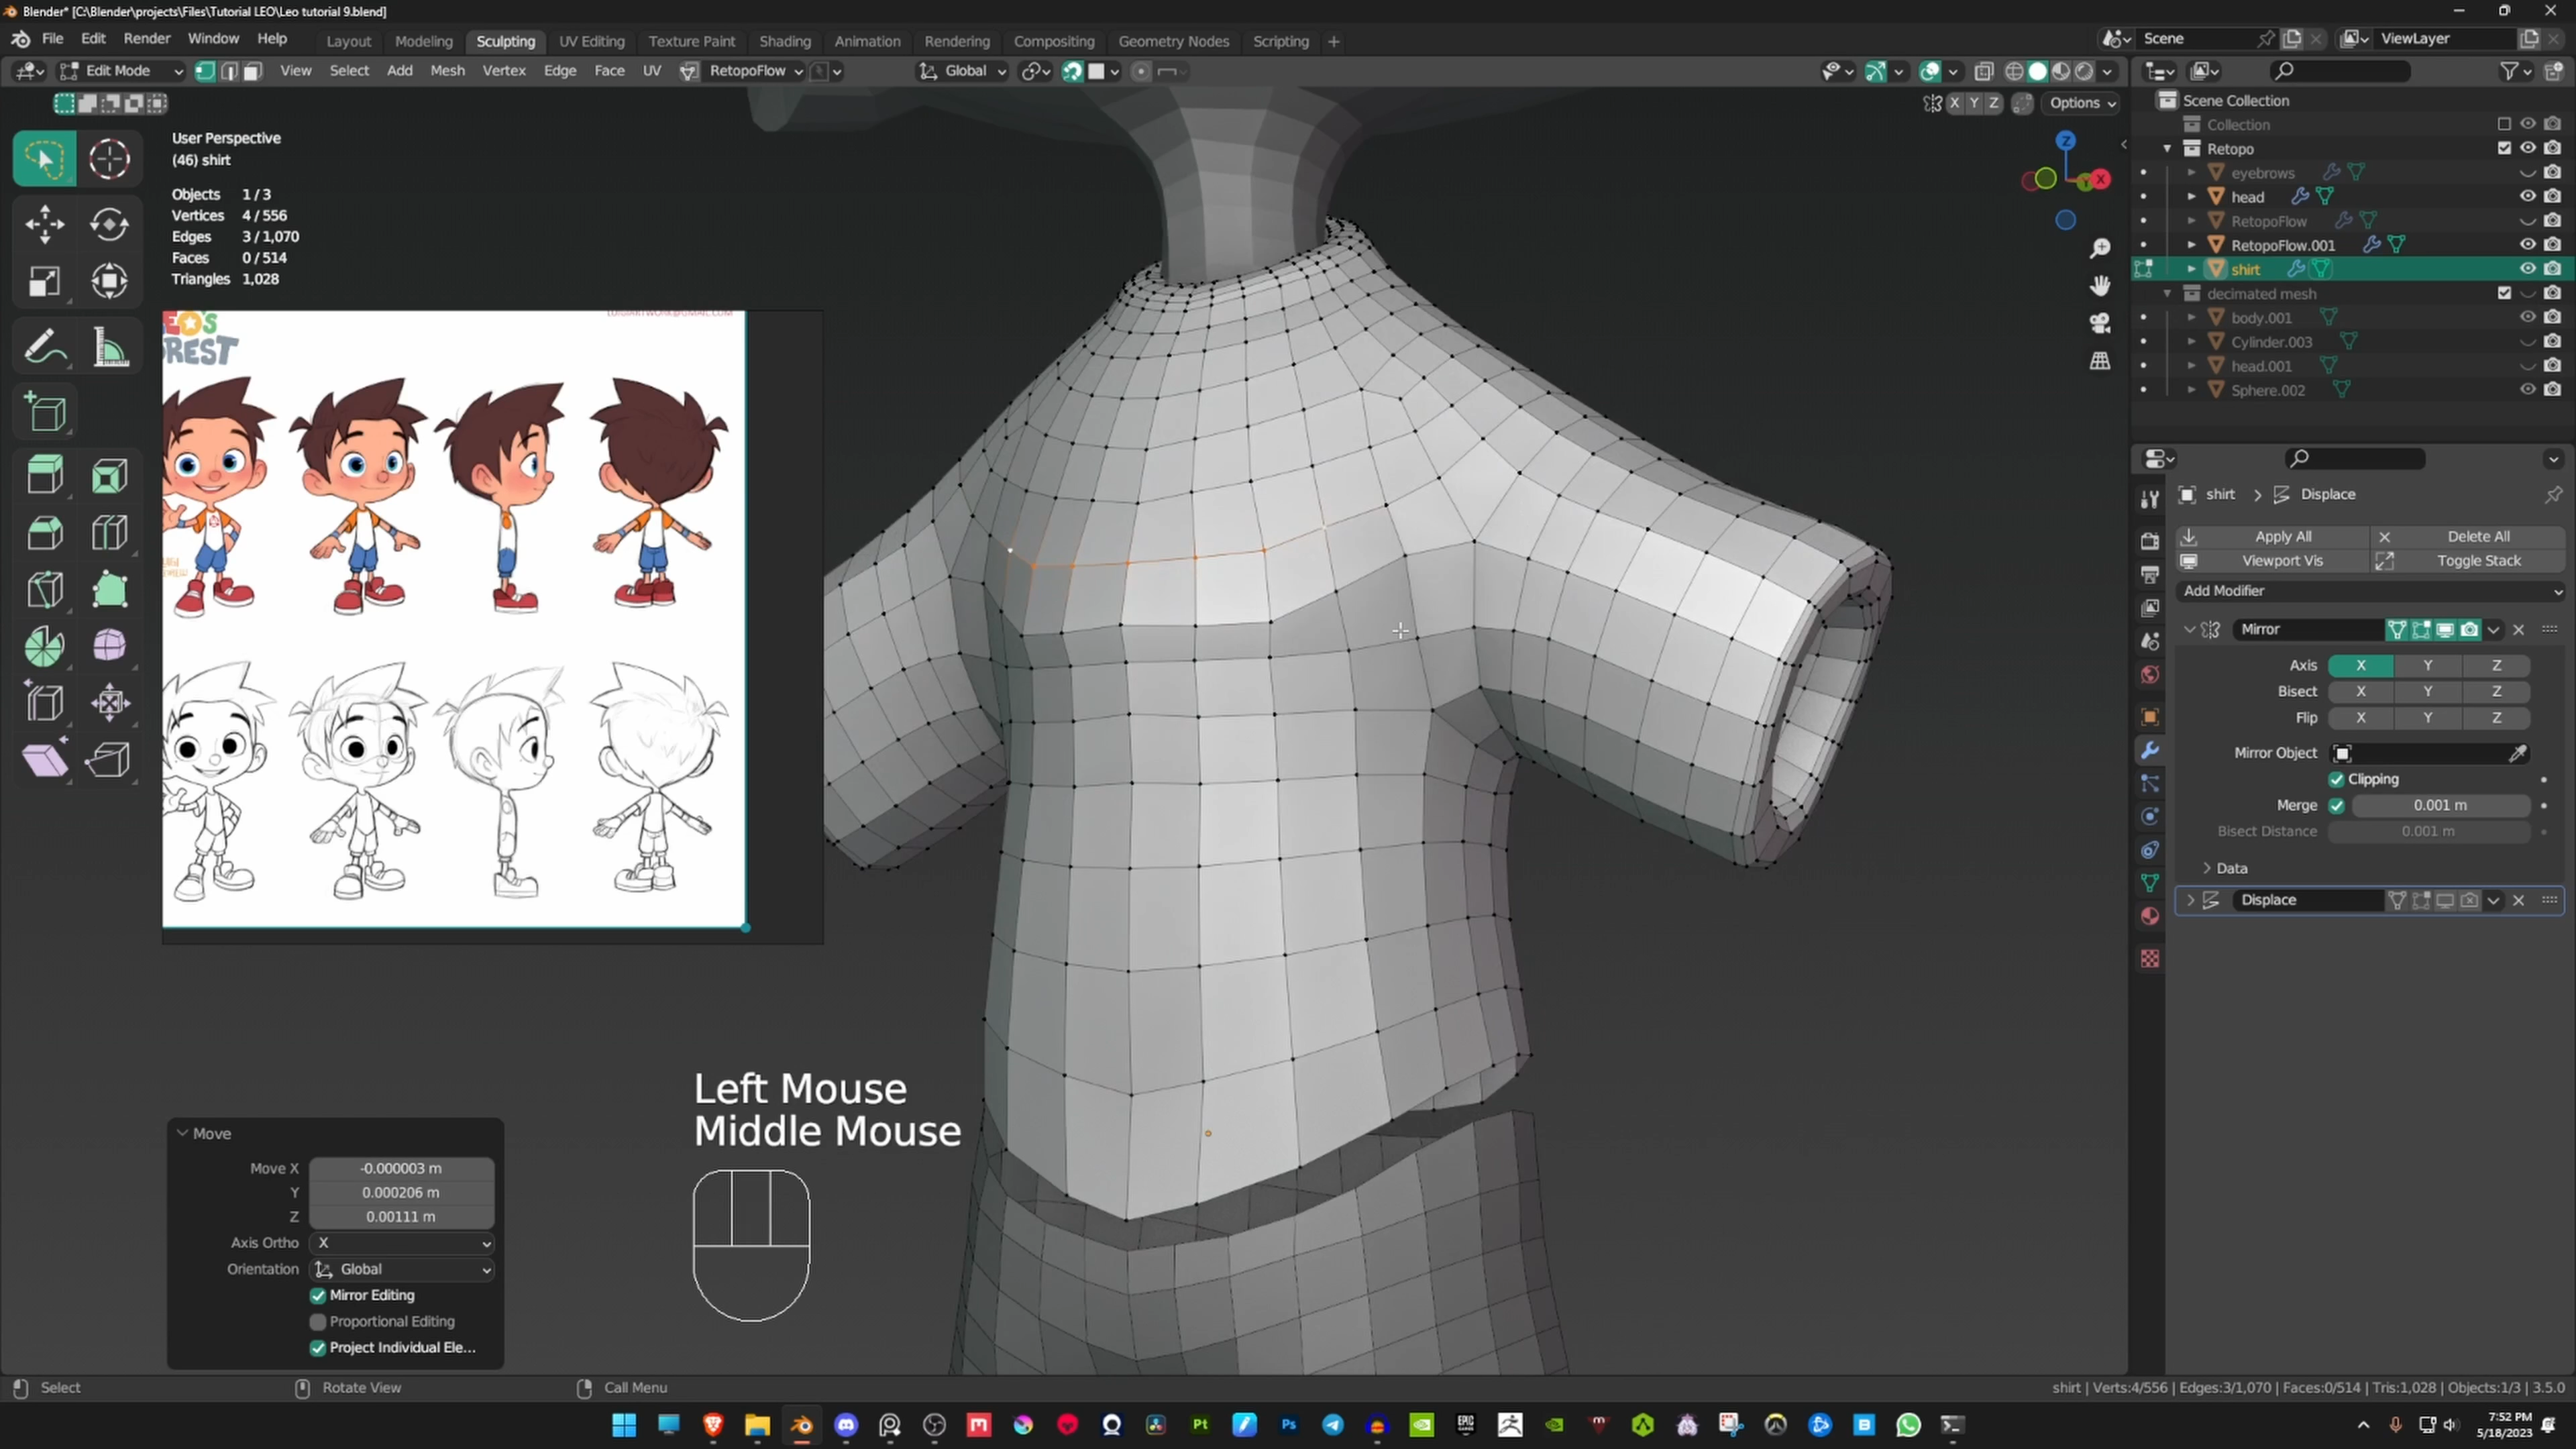 Blender* [C:\Blender\projects\Files\Tutorial LEO\Leo tutorial 9.blend]
File Edit Render Window Help
Layout Modeling Sculpting UV Editing Texture Paint Shading Animation Rendering Compositing Geometry Nodes Scripting +
Scene
ViewLayer
Edit Mode View Select Add Mesh Vertex Edge Face UV RetopoFlow Global
X Y Z Options
User Perspective
(46) shirt
Objects 1 / 3
Vertices 4 / 556
Edges 3 / 1,070
Faces 0 / 514
Triangles 1,028
EO'S
REST
Z
Y
X
Scene Collection
Collection
Retopo
eyebrows
head
RetopoFlow
RetopoFlow.001
shirt
decimated mesh
body.001
Cylinder.003
head.001
Sphere.002
shirt > Displace
Apply All Delete All
Viewport Vis Toggle Stack
Add Modifier
Mirror
Axis X Y Z
Bisect X Y Z
Flip X Y Z
Mirror Object
Clipping
Merge 0.001 m
Bisect Distance 0.001 m
Data
Displace
Left Mouse
Middle Mouse
Move
Move X -0.000003 m
Y 0.000206 m
Z 0.00111 m
Axis Ortho X
Orientation Global
Mirror Editing
Proportional Editing
Project Individual Ele...
Select Rotate View Call Menu
shirt | Verts:4/556 | Edges:3/1,070 | Faces:0/514 | Tris:1,028 | Objects:1/3 | 3.5.0
Pt
Ps
EPIC GAMES
7:52 PM
5/18/2023